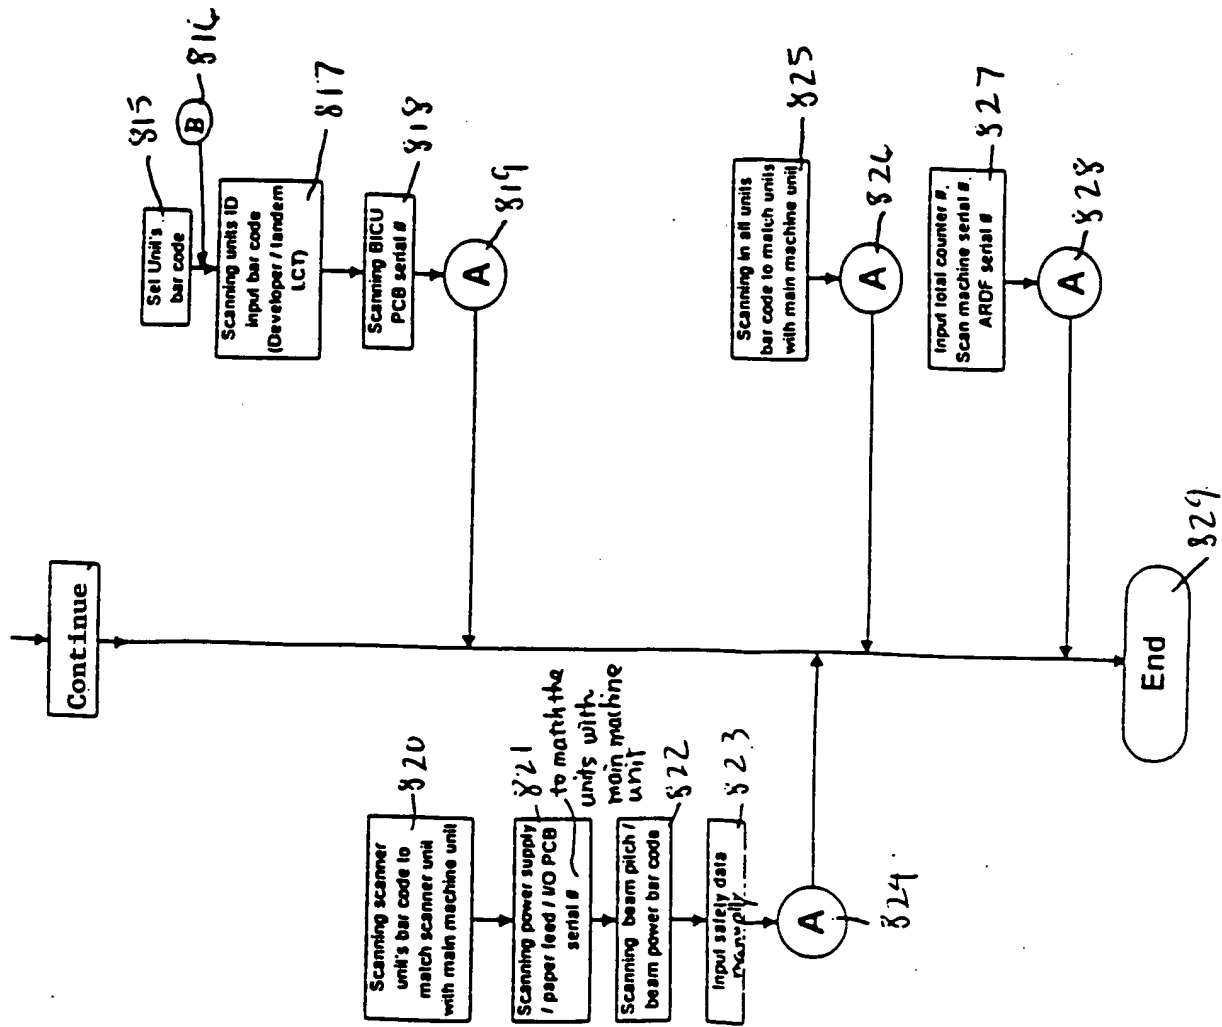 Continue
Set Unit's
bar code
815
B
816
Scanning units ID
input bar code
(Developer / tandem
LCT)
817
Scanning BICU
PCB serial #
818
A
819
Scanning scanner
unit's bar code to
match scanner unit
with main machine unit
820
Scanning power supply
/ paper feed / I/O PCB
serial #
821
to match the
units with
main machine
unit
Scanning beam pitch /
beam power bar code
822
Input safety data
manually
823
A
824
Scanning in all units
bar code to match units
with main machine unit
825
A
826
Input total counter #.
Scan machine serial #.
ARDF serial #
827
A
828
End
829